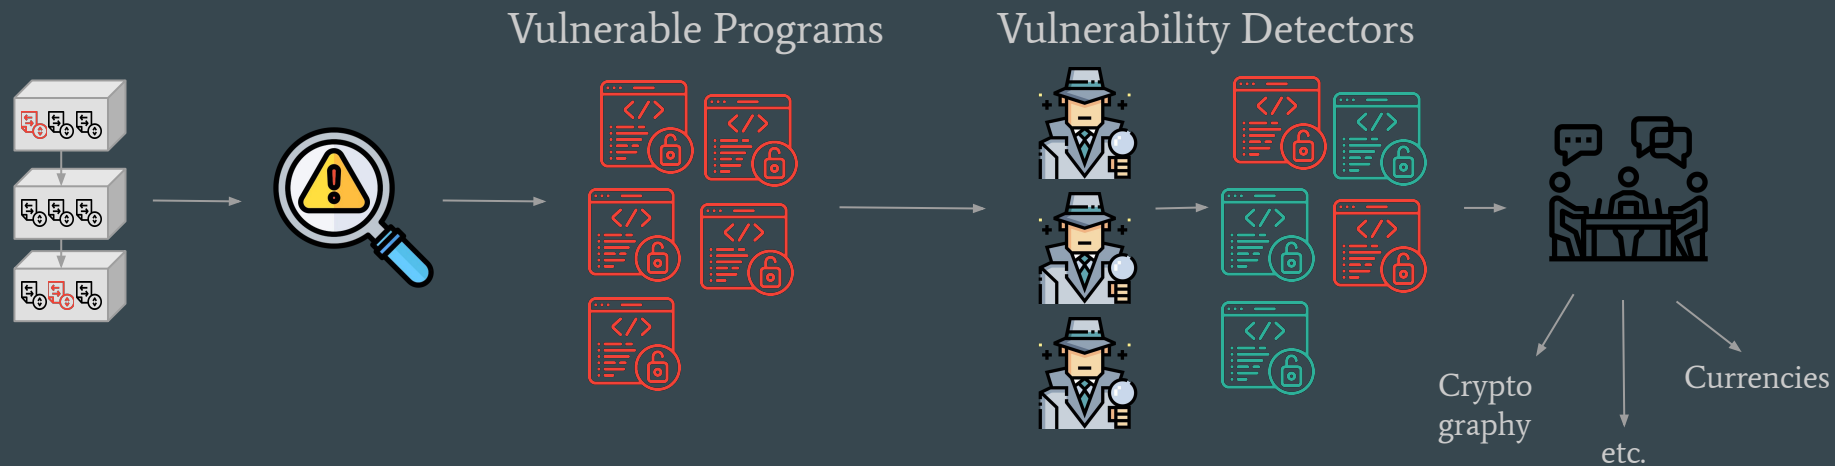 Vulnerable Programs
Vulnerability Detectors
Crypto
graphy
etc.
Currencies